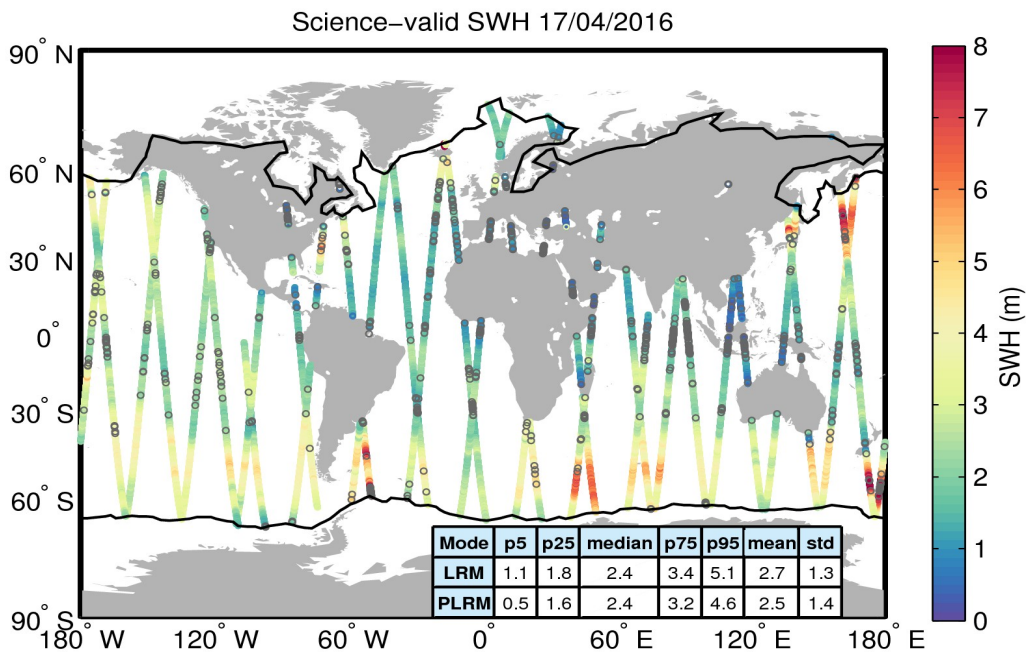 Science−valid SWH 17/04/2016
90° N
60° N
30° N
0°
30° S
60° S
90° S
180° W
120° W
60° W
0°
60° E
120° E
180° E
Mode p5 p25 median p75 p95 mean std
LRM 1.1 1.8 2.4 3.4 5.1 2.7 1.3
PLRM 0.5 1.6 2.4 3.2 4.6 2.5 1.4
8
7
6
5
4
3
2
1
0
SWH (m)